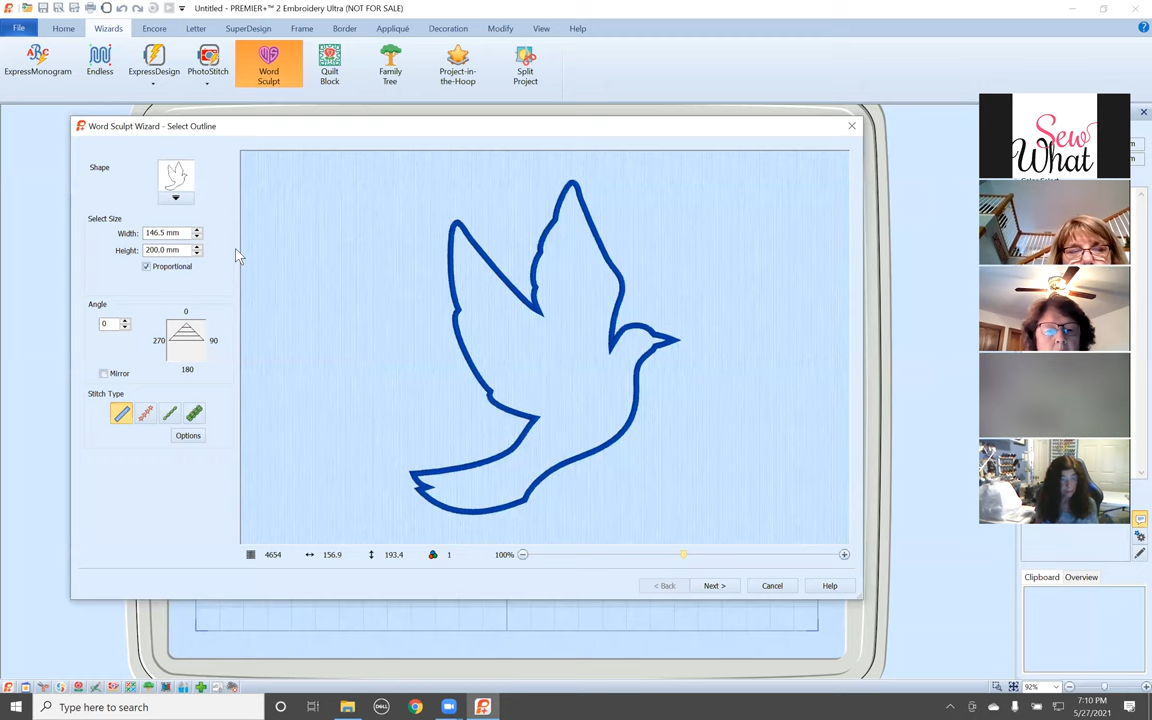 Untitled - PREMIER+™ 2 Embroidery Ultra (NOT FOR SALE)
File Home Wizards Encore Letter SuperDesign Frame Border Appliqué Decoration Modify View Help
ExpressMonogram Endless ExpressDesign PhotoStitch Word Sculpt Quilt Block Family Tree Project-in-the-Hoop Split Project
Word Sculpt Wizard - Select Outline
Shape
Select Size
Width: 146.5 mm
Height: 200.0 mm
Proportional
Angle
0
0
270 90
180
Mirror
Stitch Type
Options
4654 156.9 193.4 1 100%
< Back Next > Cancel Help
Sew
What
Clipboard Overview
92%
Type here to search
DELL
7:10 PM
5/27/2021